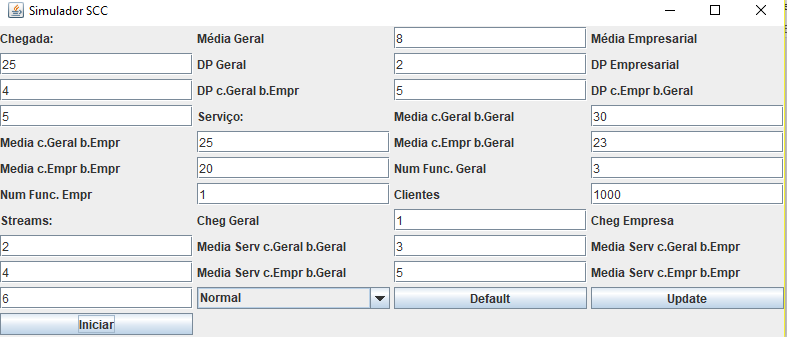 Simulador SCC
Chegada: Média Geral 8 Média Empresarial
25 DP Geral 2 DP Empresarial
4 DP c.Geral b.Empr 5 DP c.Empr b.Geral
5 Serviço: Media c.Geral b.Geral 30
Media c.Geral b.Empr 25 Media c.Empr b.Geral 23
Media c.Empr b.Empr 20 Num Func. Geral 3
Num Func. Empr 1 Clientes 1000
Streams: Cheg Geral 1 Cheg Empresa
2 Media Serv c.Geral b.Geral 3 Media Serv c.Geral b.Empr
4 Media Serv c.Empr b.Geral 5 Media Serv c.Empr b.Empr
6 Normal Default Update
Iniciar